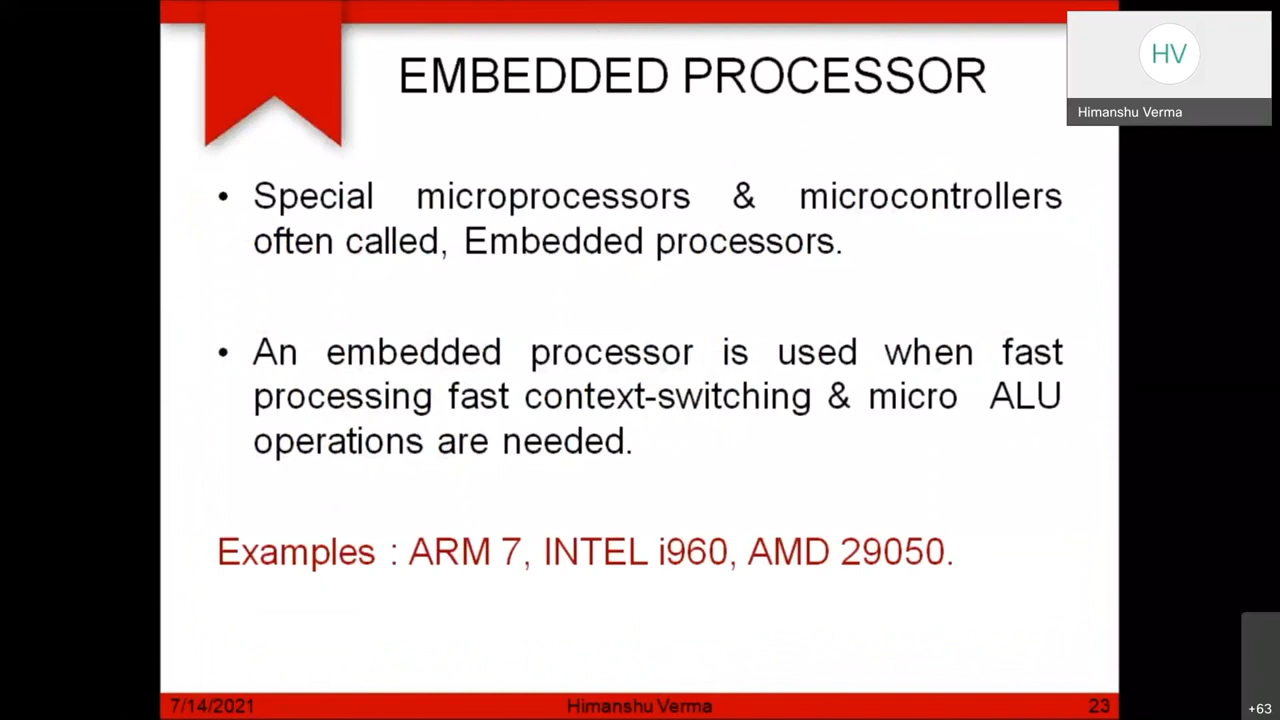 EMBEDDED PROCESSOR
HV
Himanshu Verma
• Special microprocessors & microcontrollers
often called, Embedded processors.
• An embedded processor is used when fast
processing fast context-switching & micro ALU
operations are needed.
Examples : ARM 7, INTEL i960, AMD 29050.
7/14/2021 Himanshu Verma 23
+63